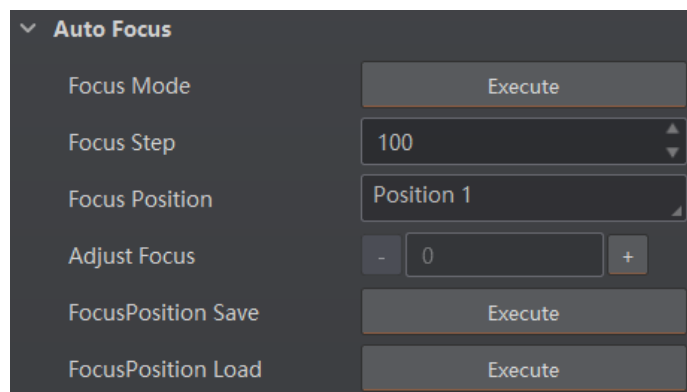 Auto Focus
Focus Mode Execute
Focus Step 100
Focus Position Position 1
Adjust Focus - 0 +
FocusPosition Save Execute
FocusPosition Load Execute